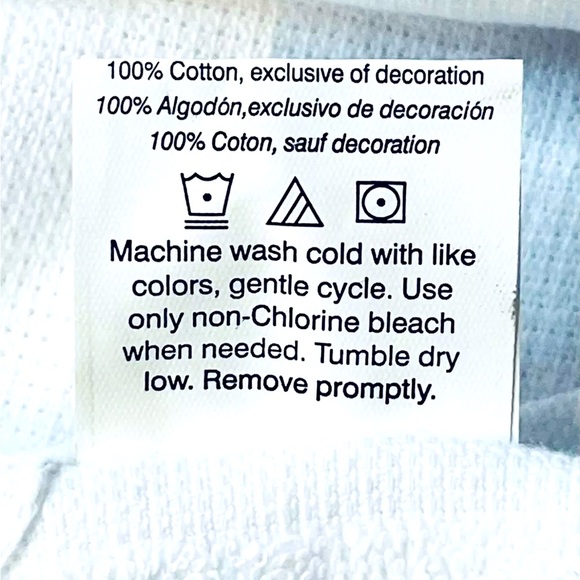 100% Cotton, exclusive of decoration
100% Algodón,exclusivo de decoración
100% Coton, sauf decoration
Machine wash cold with like
colors, gentle cycle. Use
only non-Chlorine bleach
when needed. Tumble dry
low. Remove promptly.